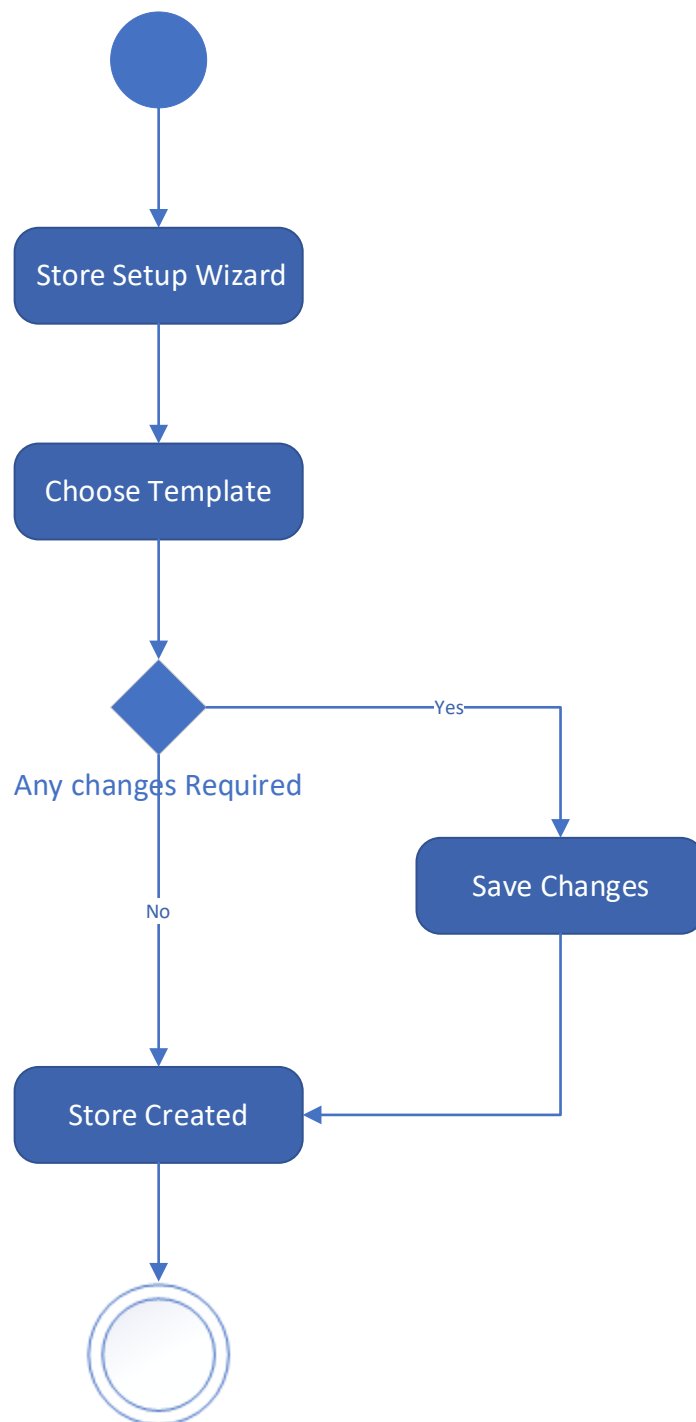 Store Setup Wizard
Choose Template
Yes
Any changes Required
Save Changes
No
Store Created